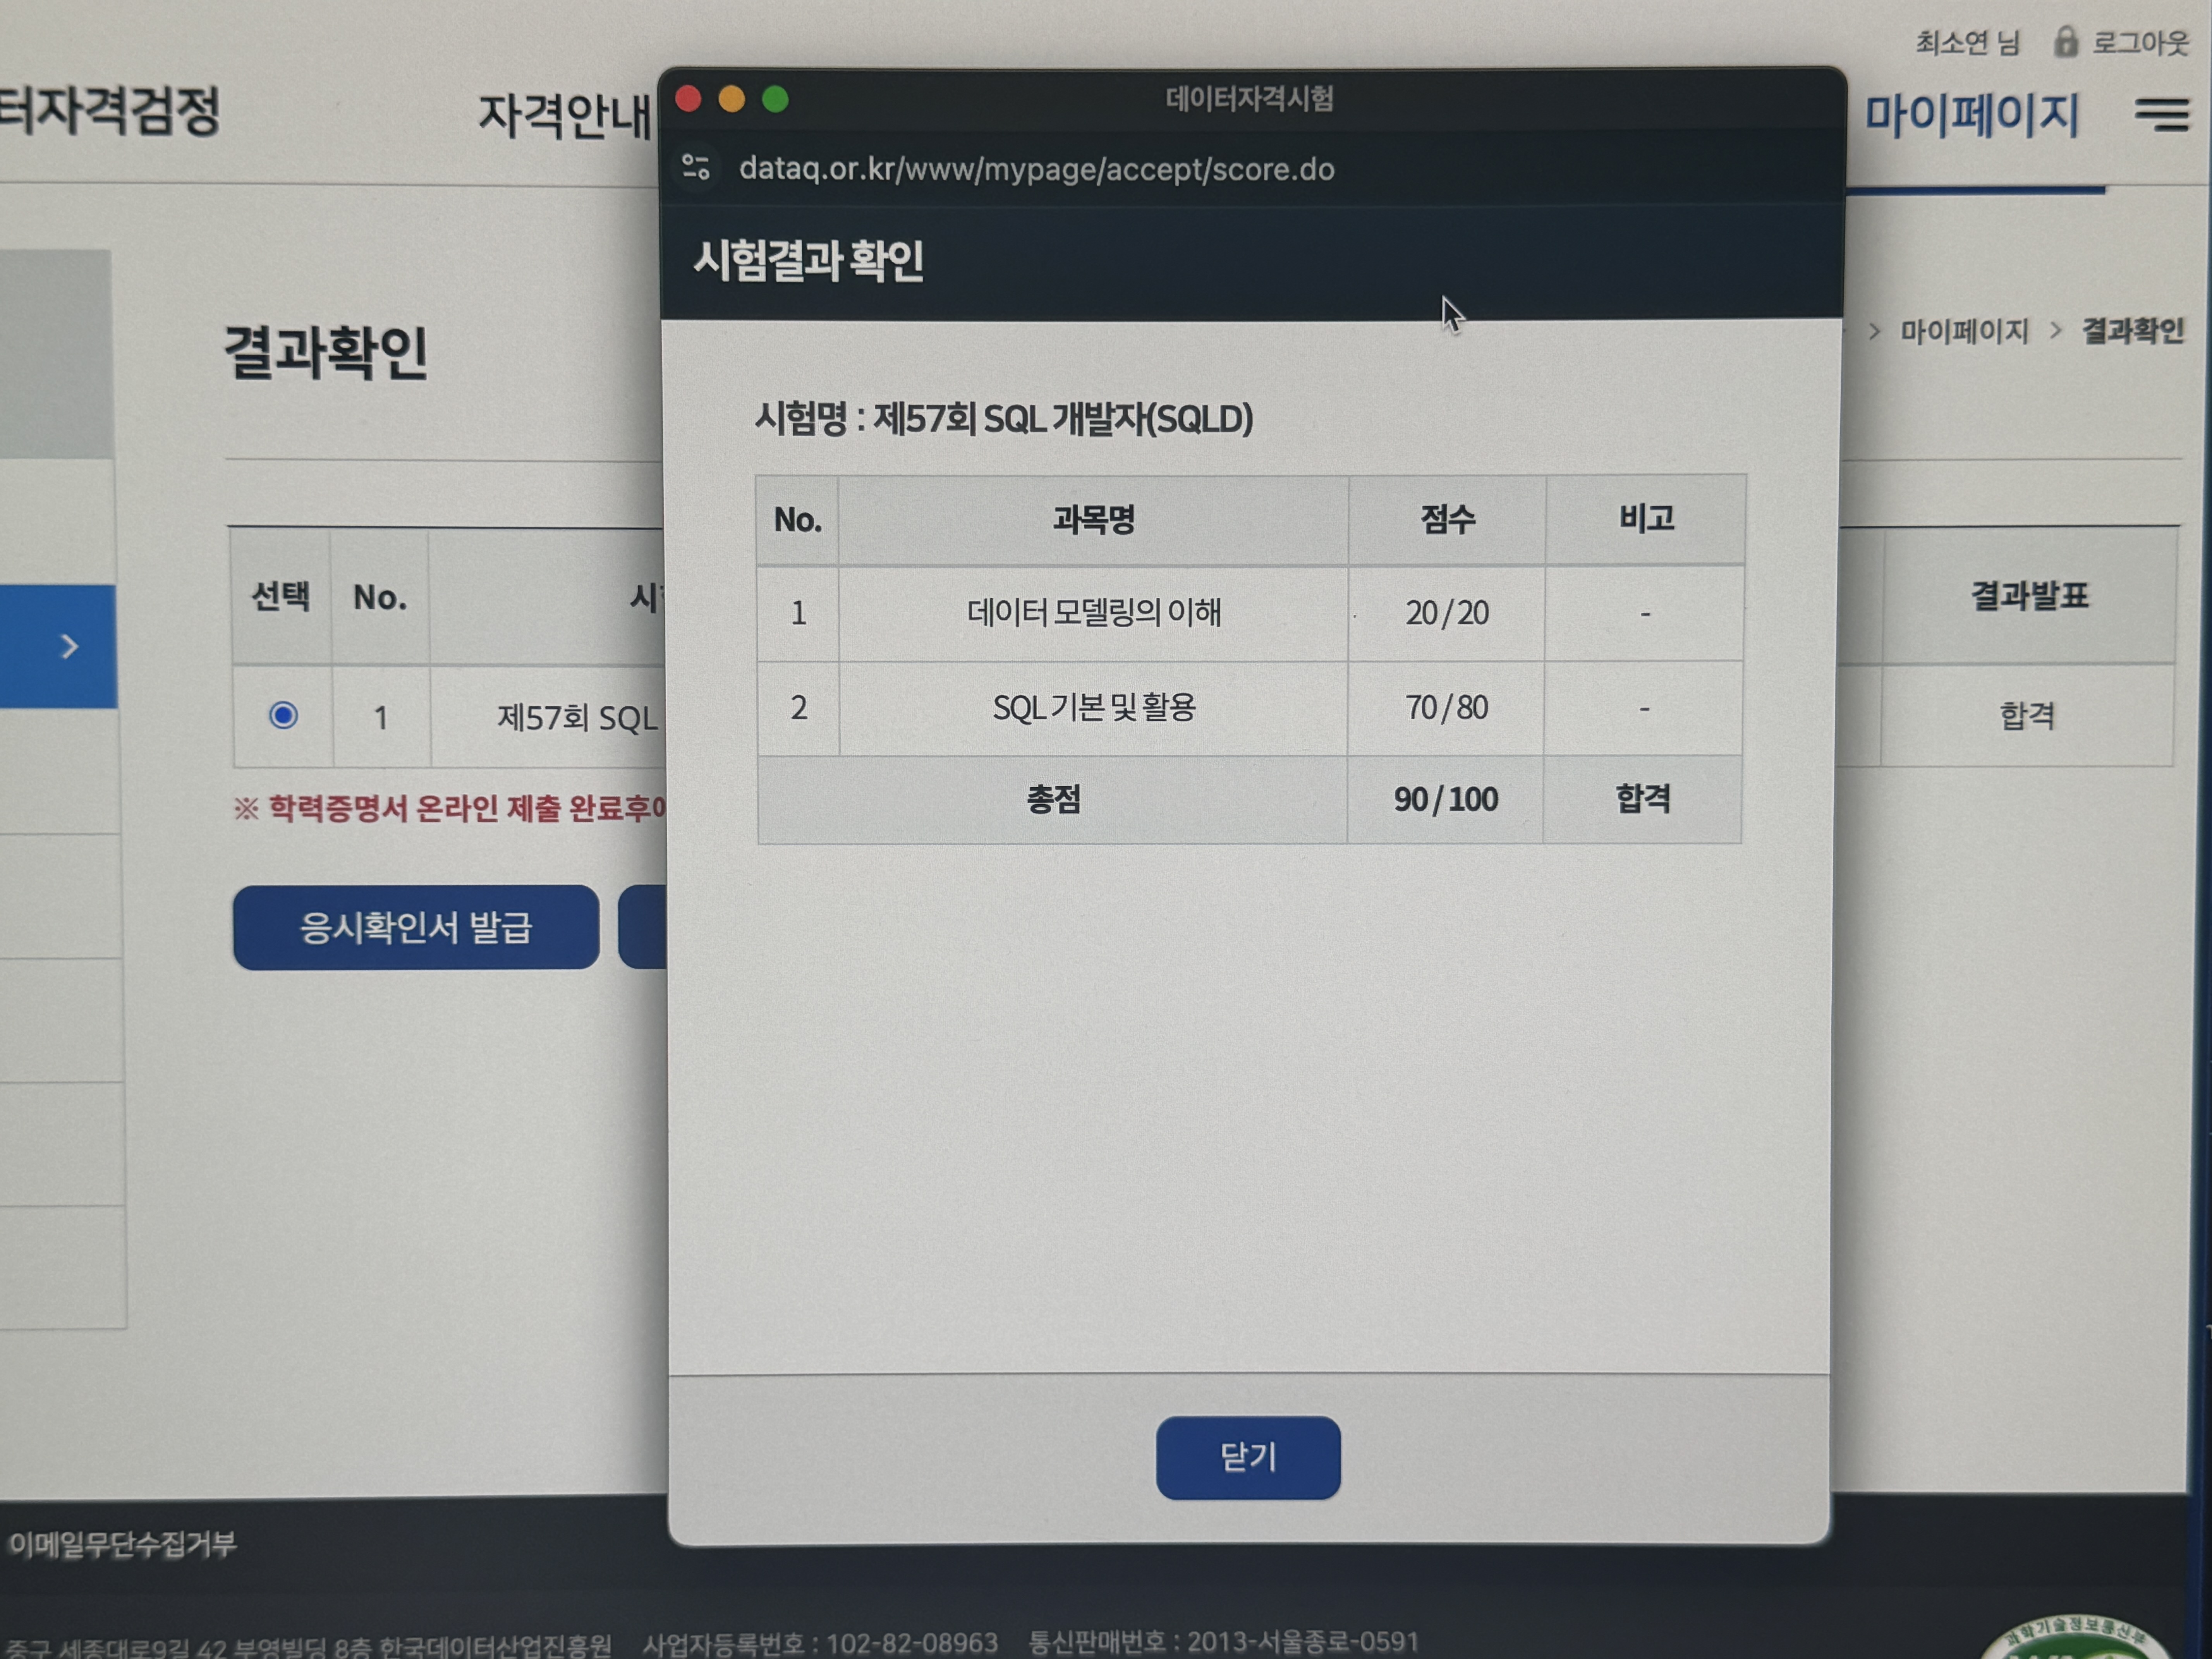 최소연 님 로그아웃
터자격검정 자격안내 마이페이지
데이터자격시험
dataq.or.kr/www/mypage/accept/score.do
시험결과 확인
결과확인
> 마이페이지 > 결과확인
시험명 : 제57회 SQL 개발자(SQLD)
No. 과목명 점수 비고
1 데이터 모델링의 이해 20/20 -
2 SQL 기본 및 활용 70/80 -
총점 90/100 합격
선택 No. 결과발표
1 제57회 SQL 합격
※ 학력증명서 온라인 제출 완료후
응시확인서 발급
닫기
이메일무단수집거부
중구 세종대로9길 42 부영빌딩 8층 한국데이터산업진흥원 사업자등록번호 : 102-82-08963 통신판매번호 : 2013-서울종로-0591
과학기술정보통신부